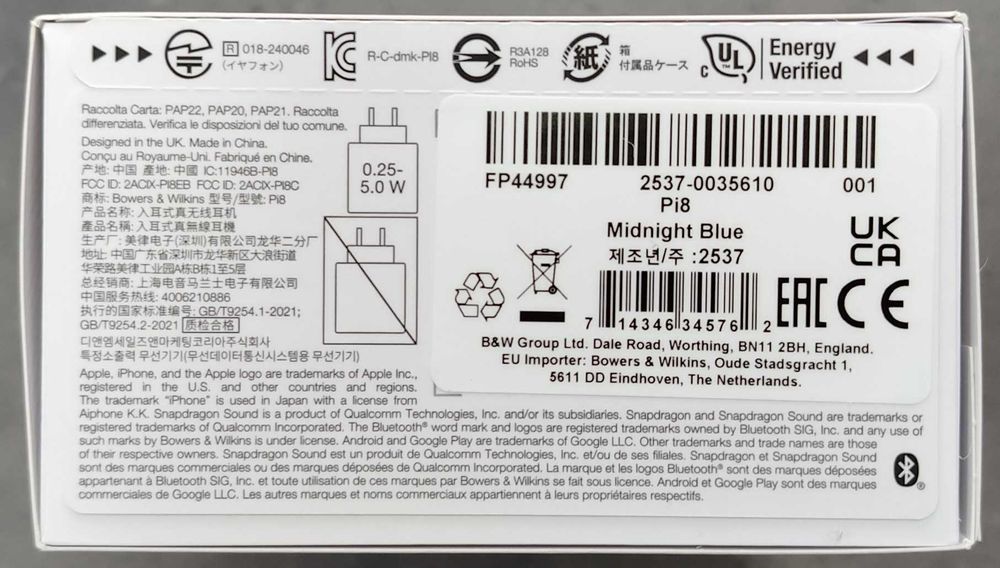 R 018-240046
(イヤフォン)
R-C-dmk-PI8
R3A128
RoHS
紙
箱
付属品ケース
c UL ™
Energy
Verified
Raccolta Carta: PAP22, PAP20, PAP21. Raccolta
differenziata. Verifica le disposizioni del tuo comune.
Designed in the UK. Made in China.
Conçu au Royaume-Uni. Fabriqué en Chine.
产地: 中国 產地: 中國 IC:11946B-PI8
FCC ID: 2ACIX-PI8EB FCC ID: 2ACIX-PI8C
商标: Bowers & Wilkins 型号/型號: Pi8
产品名称: 入耳式真无线耳机
產品名稱: 入耳式真無線耳機
生产厂: 美律电子(深圳)有限公司龙华二分厂
地址: 中国广东省深圳市龙华新区大浪街道
华荣路美律工业园A栋B栋1至5层
总经销商: 上海电音马兰士电子有限公司
中国服务热线: 4006210886
执行的国家标准编号: GB/T9254.1-2021;
GB/T9254.2-2021 质检合格
디앤엠세일즈앤마케팅코리아주식회사
특정소출력 무선기기(무선데이터통신시스템용 무선기기)
0.25-
5.0 W
FP44997 2537-0035610 001
Pi8
Midnight Blue
제조년/주 :2537
UK
CA
7 14346 34576 2
EAC CE
B&W Group Ltd. Dale Road, Worthing, BN11 2BH, England.
EU Importer: Bowers & Wilkins, Oude Stadsgracht 1,
5611 DD Eindhoven, The Netherlands.
Apple, iPhone, and the Apple logo are trademarks of Apple Inc.,
registered in the U.S. and other countries and regions.
The trademark “iPhone” is used in Japan with a license from
Aiphone K.K. Snapdragon Sound is a product of Qualcomm Technologies, Inc. and/or its subsidiaries. Snapdragon and Snapdragon Sound are trademarks or
registered trademarks of Qualcomm Incorporated. The Bluetooth® word mark and logos are registered trademarks owned by Bluetooth SIG, Inc. and any use of
such marks by Bowers & Wilkins is under license. Android and Google Play are trademarks of Google LLC. Other trademarks and trade names are those
of their respective owners. Snapdragon Sound est un produit de Qualcomm Technologies, Inc. et/ou de ses filiales. Snapdragon et Snapdragon Sound
sont des marques commerciales ou des marques déposées de Qualcomm Incorporated. La marque et les logos Bluetooth® sont des marques déposées
appartenant à Bluetooth SIG, Inc. et toute utilisation de ces marques par Bowers & Wilkins se fait sous licence. Android et Google Play sont des marques
commerciales de Google LLC. Les autres marques et noms commerciaux appartiennent à leurs propriétaires respectifs.